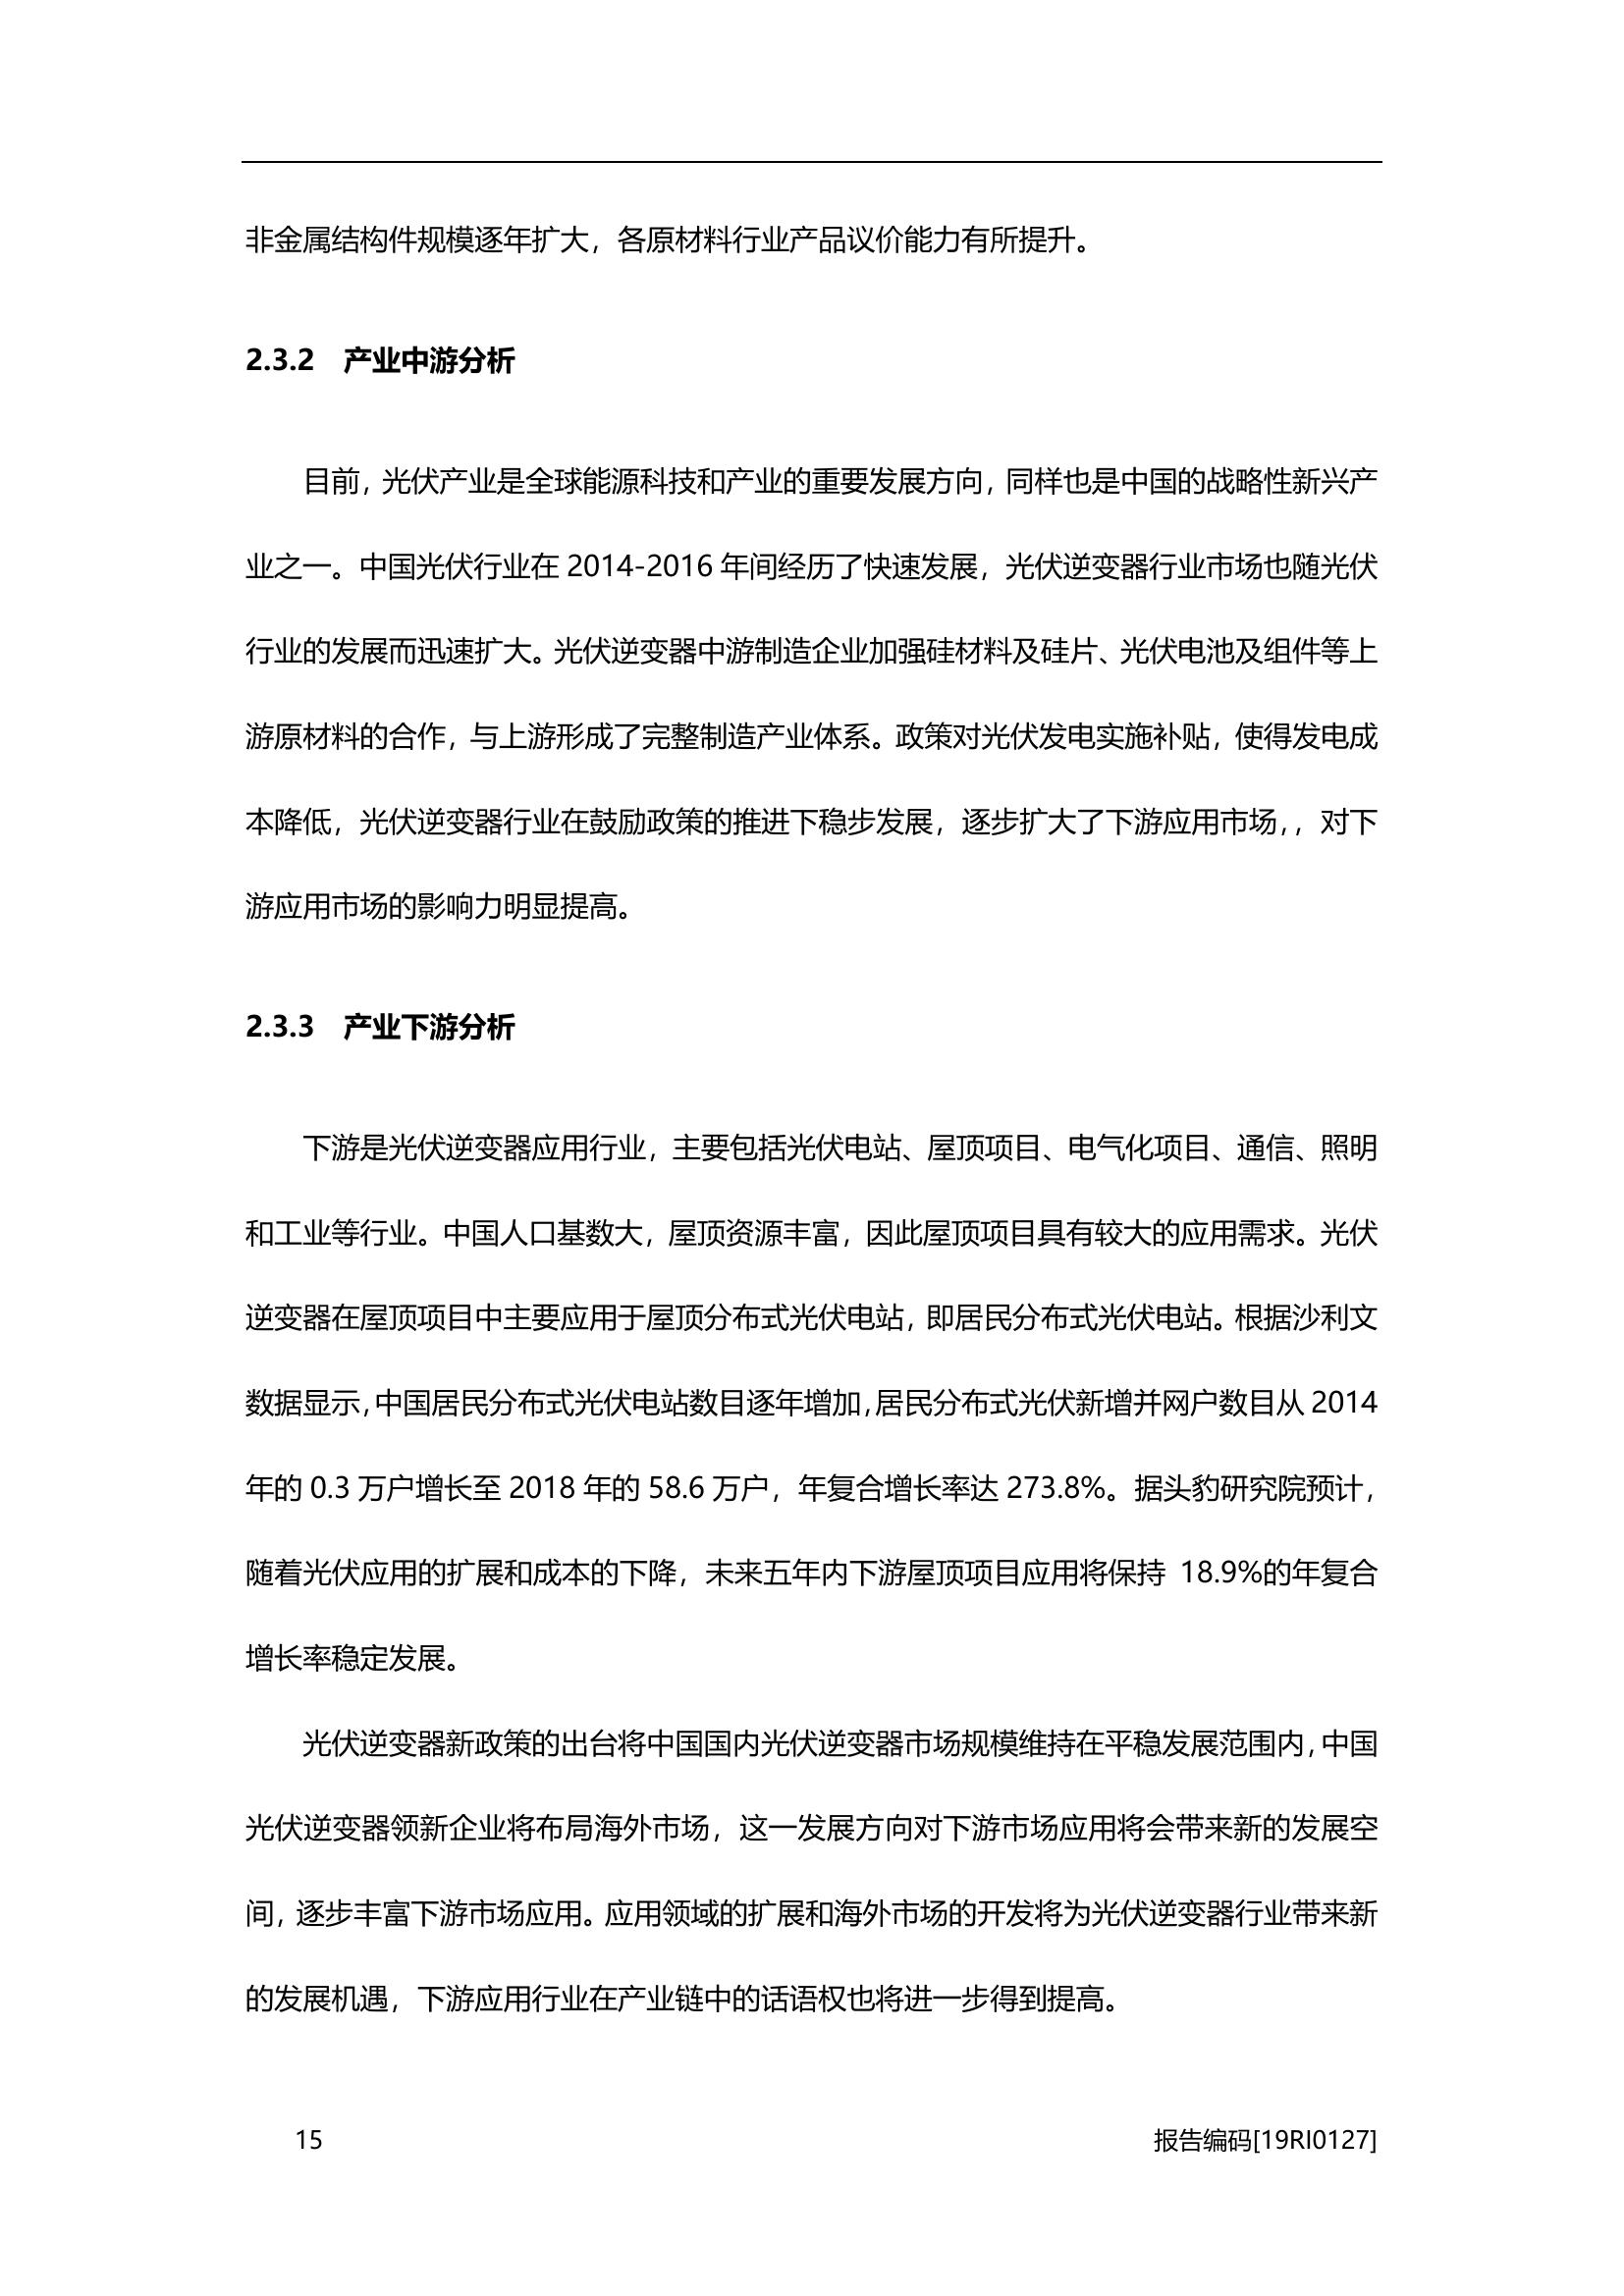 非金属结构件规模逐年扩大，各原材料行业产品议价能力有所提升。
2.3.2 产业中游分析
目前，光伏产业是全球能源科技和产业的重要发展方向，同样也是中国的战略性新兴产
业之一。中国光伏行业在 2014-2016 年间经历了快速发展，光伏逆变器行业市场也随光伏
行业的发展而迅速扩大。光伏逆变器中游制造企业加强硅材料及硅片、光伏电池及组件等上
游原材料的合作，与上游形成了完整制造产业体系。政策对光伏发电实施补贴，使得发电成
本降低，光伏逆变器行业在鼓励政策的推进下稳步发展，逐步扩大了下游应用市场，，对下
游应用市场的影响力明显提高。
2.3.3 产业下游分析
下游是光伏逆变器应用行业，主要包括光伏电站、屋顶项目、电气化项目、通信、照明
和工业等行业。中国人口基数大，屋顶资源丰富，因此屋顶项目具有较大的应用需求。光伏
逆变器在屋顶项目中主要应用于屋顶分布式光伏电站，即居民分布式光伏电站。根据沙利文
数据显示，中国居民分布式光伏电站数目逐年增加，居民分布式光伏新增并网户数目从 2014
年的 0.3 万户增长至 2018 年的 58.6 万户，年复合增长率达 273.8%。据头豹研究院预计，
随着光伏应用的扩展和成本的下降，未来五年内下游屋顶项目应用将保持 18.9%的年复合
增长率稳定发展。
光伏逆变器新政策的出台将中国国内光伏逆变器市场规模维持在平稳发展范围内，中国
光伏逆变器领新企业将布局海外市场，这一发展方向对下游市场应用将会带来新的发展空
间，逐步丰富下游市场应用。应用领域的扩展和海外市场的开发将为光伏逆变器行业带来新
的发展机遇，下游应用行业在产业链中的话语权也将进一步得到提高。
15 报告编码[19RI0127]